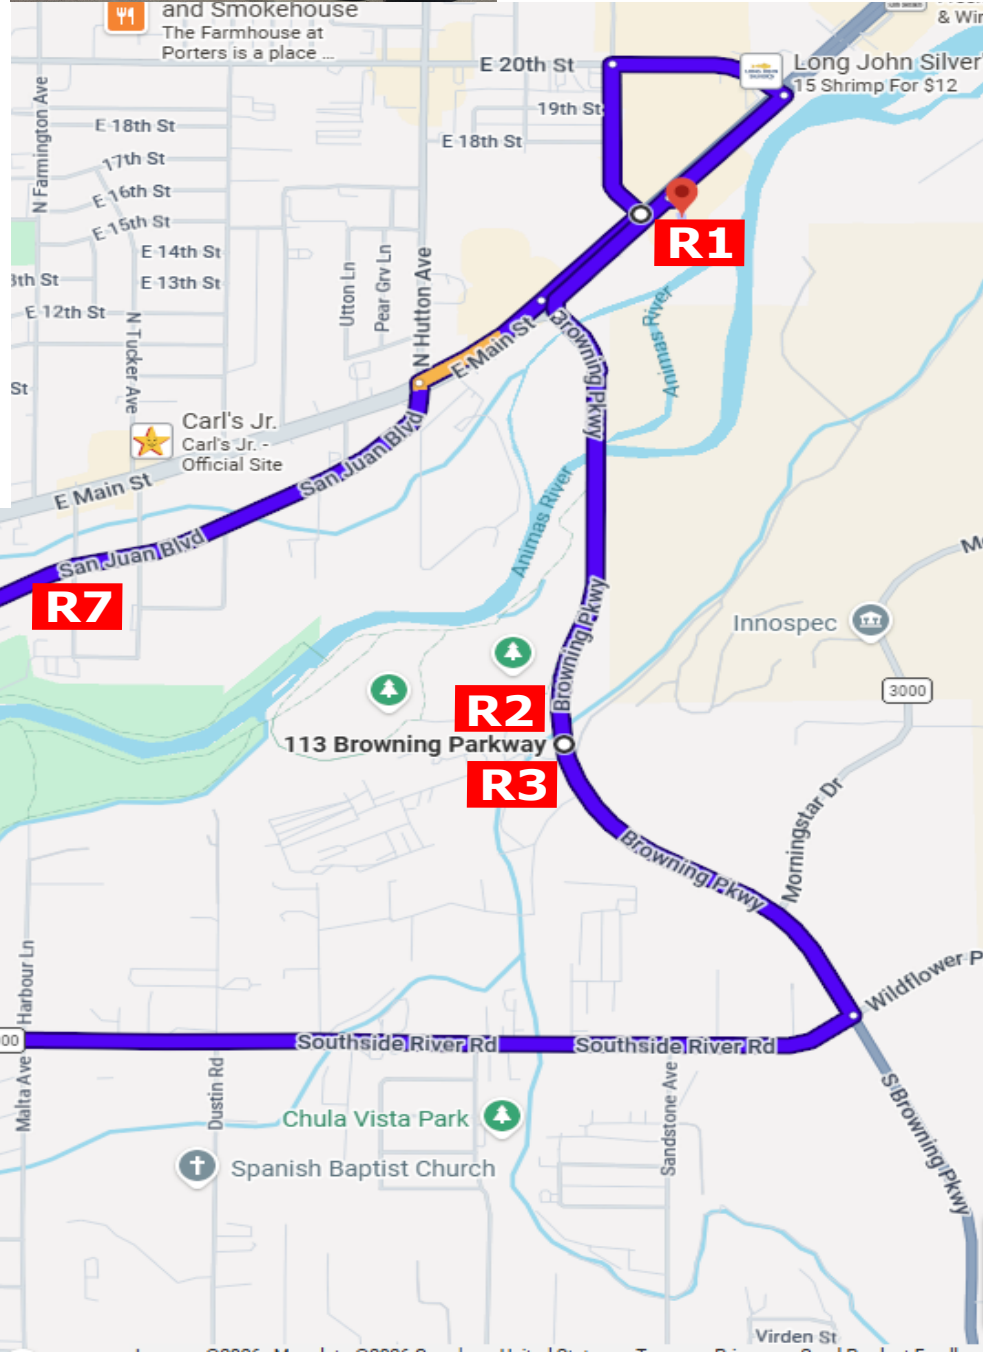 and Smokehouse
The Farmhouse at
Porters is a place ...
& Wir
E 20th St
Long John Silver'
15 Shrimp For $12
N Farmington Ave
19th St
E 18th St
E 18th St
17th St
E 16th St
E 15th St
E 14th St
E 13th St
8th St
E 12th St
St
N Tucker Ave
Utton Ln
Pear Grv Ln
N Hutton Ave
R1
E Main St
Browning Pkwy
Animas River
Carl's Jr.
Carl's Jr. -
Official Site
San Juan Blvd
E Main St
Animas River
San Juan Blvd
R7
Browning Pkwy
Innospec
3000
R2
113 Browning Parkway
R3
Morningstar Dr
Browning Pkwy
Harbour Ln
Wildflower P
00
Southside River Rd
Southside River Rd
Malta Ave
Dustin Rd
Sandstone Ave
S Browning Pkwy
Chula Vista Park
Spanish Baptist Church
Virden St